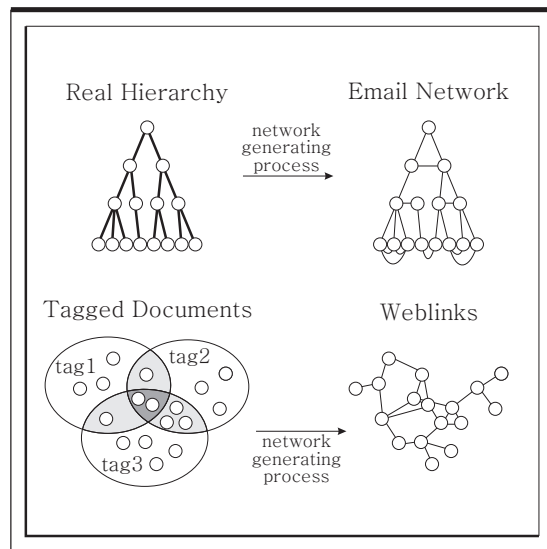 Real Hierarchy
Email Network
network
generating
process
Tagged Documents
Weblinks
tag1
tag2
tag3
network
generating
process